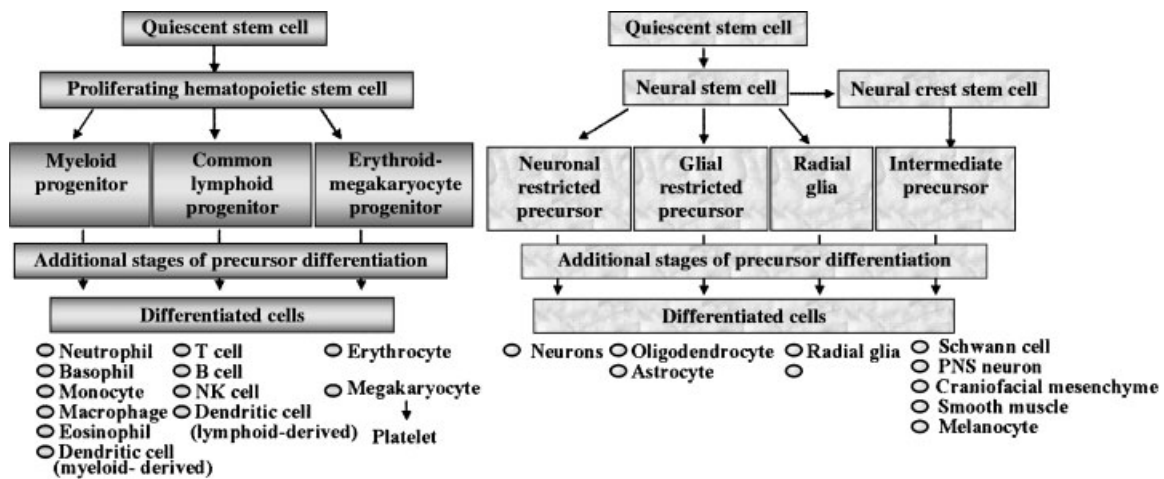 Quiescent stem cell
Proliferating hematopoietic stem cell
Myeloid
progenitor
Common
lymphoid
progenitor
Erythroid-
megakaryocyte
progenitor
Additional stages of precursor differentiation
Differentiated cells
Neutrophil
Basophil
Monocyte
Macrophage
Eosinophil
Dendritic cell
(myeloid- derived)
T cell
B cell
NK cell
Dendritic cell
(lymphoid-derived)
Erythrocyte
Megakaryocyte
Platelet
Quiescent stem cell
Neural stem cell
Neural crest stem cell
Neuronal
restricted
precursor
Glial
restricted
precursor
Radial
glia
Intermediate
precursor
Additional stages of precursor differentiation
Differentiated cells
Neurons
Oligodendrocyte
Astrocyte
Radial glia
Schwann cell
PNS neuron
Craniofacial mesenchyme
Smooth muscle
Melanocyte